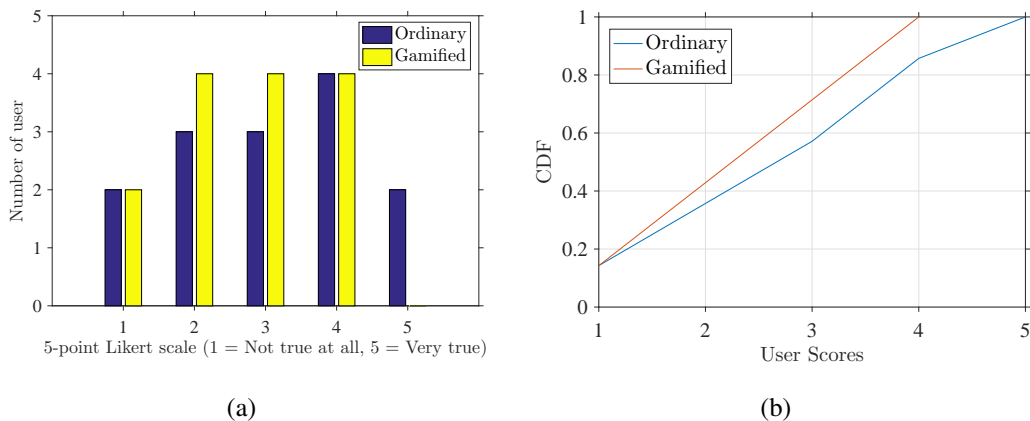 5
4
3
2
1
0
Number of user
Ordinary
Gamified
1 2 3 4 5
5-point Likert scale (1 = Not true at all, 5 = Very true)
(a)
1
0.8
0.6
0.4
0.2
0
CDF
Ordinary
Gamified
1 2 3 4 5
User Scores
(b)